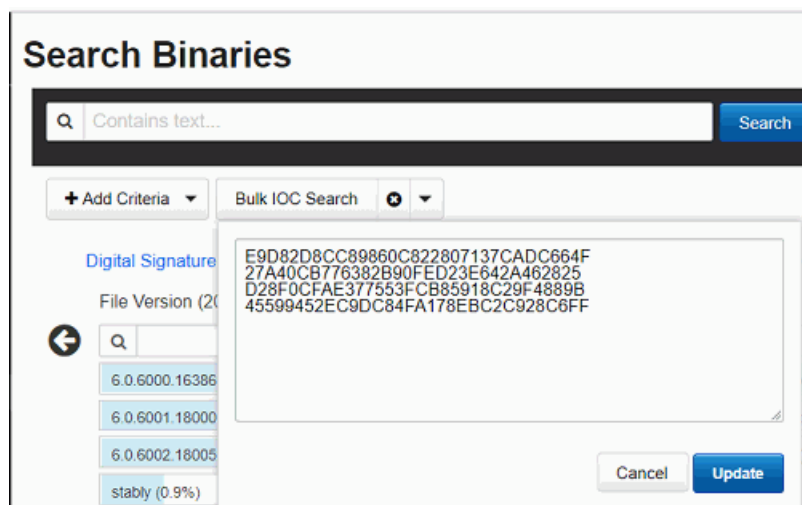 Search Binaries
Contains text...
Search
+ Add Criteria
Bulk IOC Search
E9D82D8CC89860C822807137CADC664F
27A40CB776382B90FED23E642A462825
D28F0CFAE377553FCB85918C29F4889B
45599452EC9DC84FA178EBC2C928C6FF
Digital Signature
File Version (20
6.0.6000.16386
6.0.6001.18000
6.0.6002.18005
stably (0.9%)
Cancel
Update